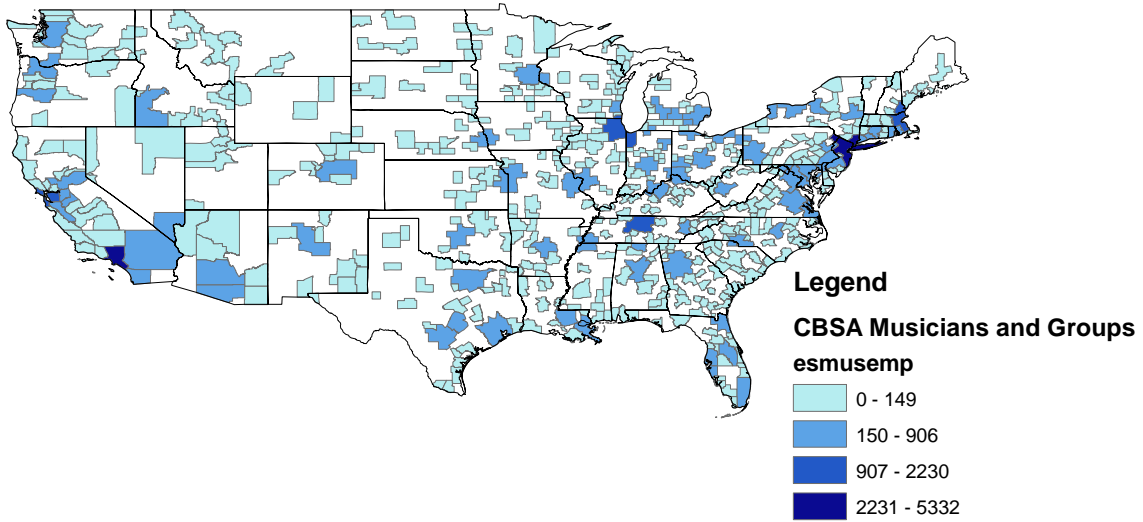 Legend
CBSA Musicians and Groups
esmusemp
0 - 149
150 - 906
907 - 2230
2231 - 5332